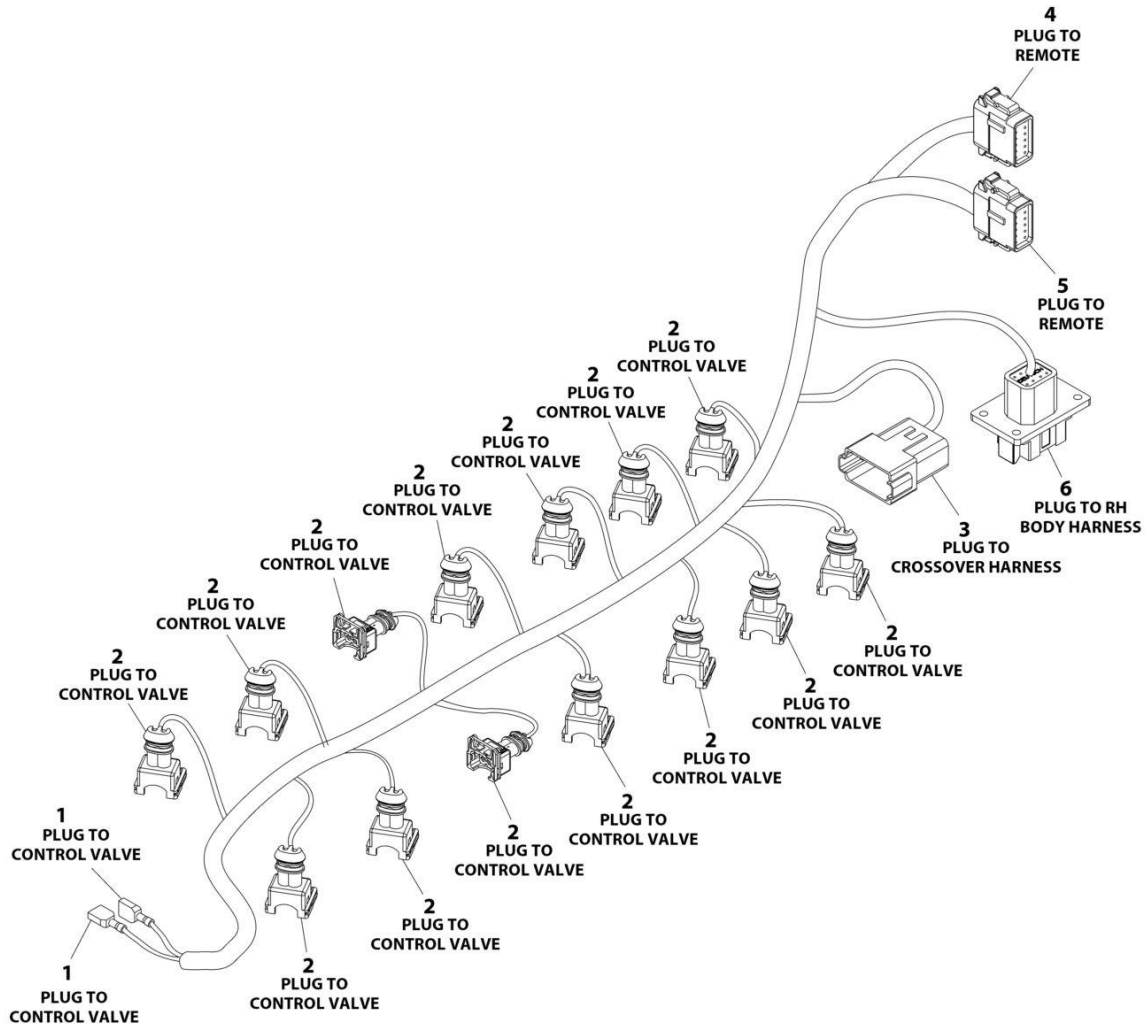 4
PLUG TO
REMOTE
5
PLUG TO
REMOTE
2
PLUG TO
CONTROL VALVE
2
PLUG TO
CONTROL VALVE
2
PLUG TO
CONTROL VALVE
2
PLUG TO
CONTROL VALVE
2
PLUG TO
CONTROL VALVE
2
PLUG TO
CONTROL VALVE
2
PLUG TO
CONTROL VALVE
6
PLUG TO RH
BODY HARNESS
3
PLUG TO
CROSSOVER HARNESS
2
PLUG TO
CONTROL VALVE
2
PLUG TO
CONTROL VALVE
2
PLUG TO
CONTROL VALVE
2
PLUG TO
CONTROL VALVE
2
PLUG TO
CONTROL VALVE
2
PLUG TO
CONTROL VALVE
2
PLUG TO
CONTROL VALVE
1
PLUG TO
CONTROL VALVE
1
PLUG TO
CONTROL VALVE